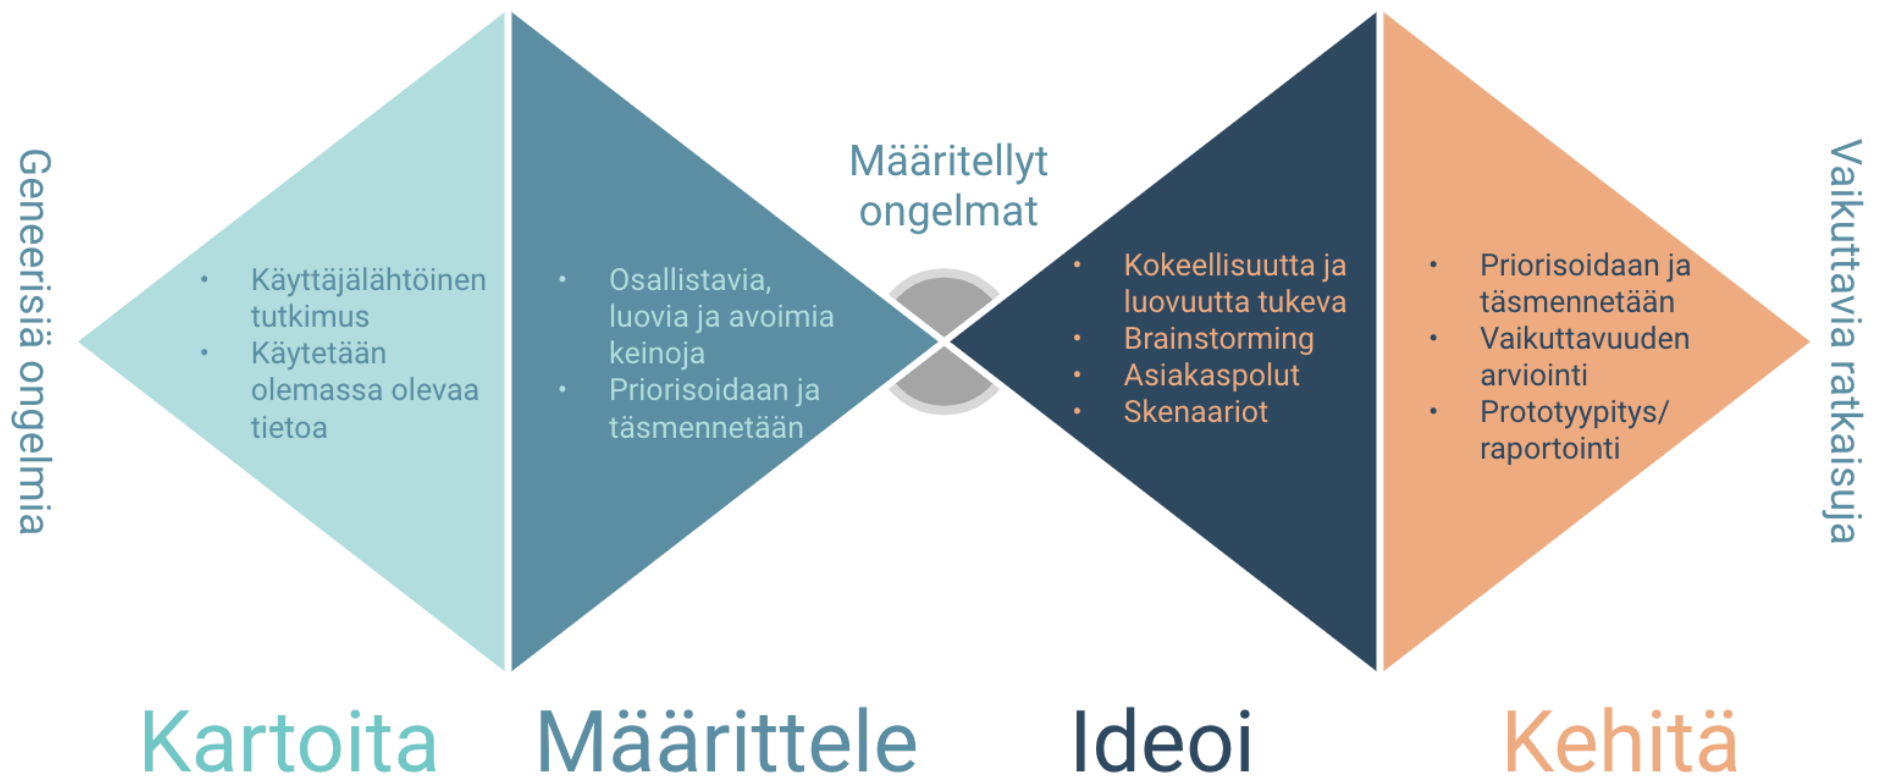 Geneerisiä ongelmia
• Käyttäjälähtöinen
tutkimus
• Käytetään
olemassa olevaa
tietoa
• Osallistavia,
luovia ja avoimia
keinoja
• Priorisoidaan ja
täsmennetään
Määritellyt
ongelmat
• Kokeellisuutta ja
luovuutta tukeva
• Brainstorming
• Asiakaspolut
• Skenaariot
• Priorisoidaan ja
täsmennetään
• Vaikuttavuuden
arviointi
• Prototyypitys/
raportointi
Vaikuttavia ratkaisuja
Kartoita
Määrittele
Ideoi
Kehitä